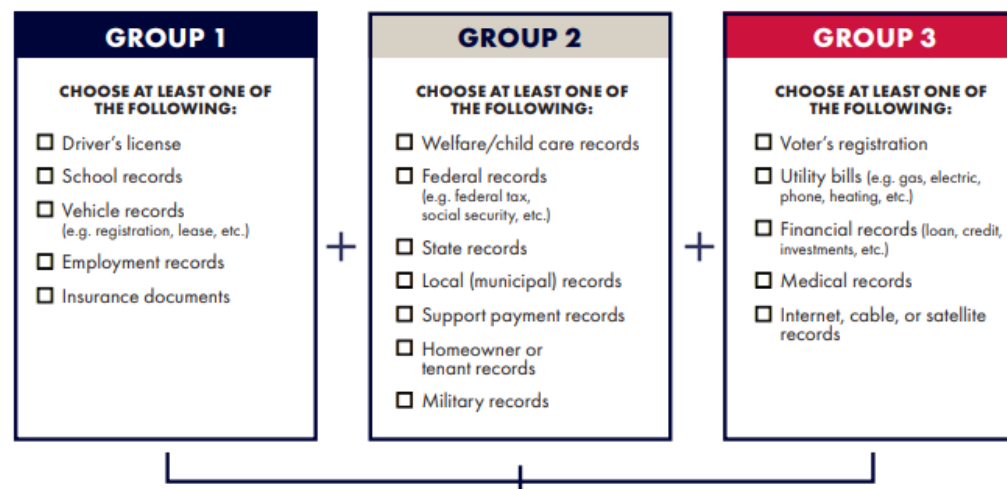 GROUP 1
CHOOSE AT LEAST ONE OF
THE FOLLOWING:
Driver's license
School records
Vehicle records
(e.g. registration, lease, etc.)
Employment records
Insurance documents
+
GROUP 2
CHOOSE AT LEAST ONE OF
THE FOLLOWING:
Welfare/child care records
Federal records
(e.g. federal tax,
social security, etc.)
State records
Local (municipal) records
Support payment records
Homeowner or
tenant records
Military records
+
GROUP 3
CHOOSE AT LEAST ONE OF
THE FOLLOWING:
Voter's registration
Utility bills (e.g. gas, electric,
phone, heating, etc.)
Financial records (loan, credit,
investments, etc.)
Medical records
Internet, cable, or satellite
records